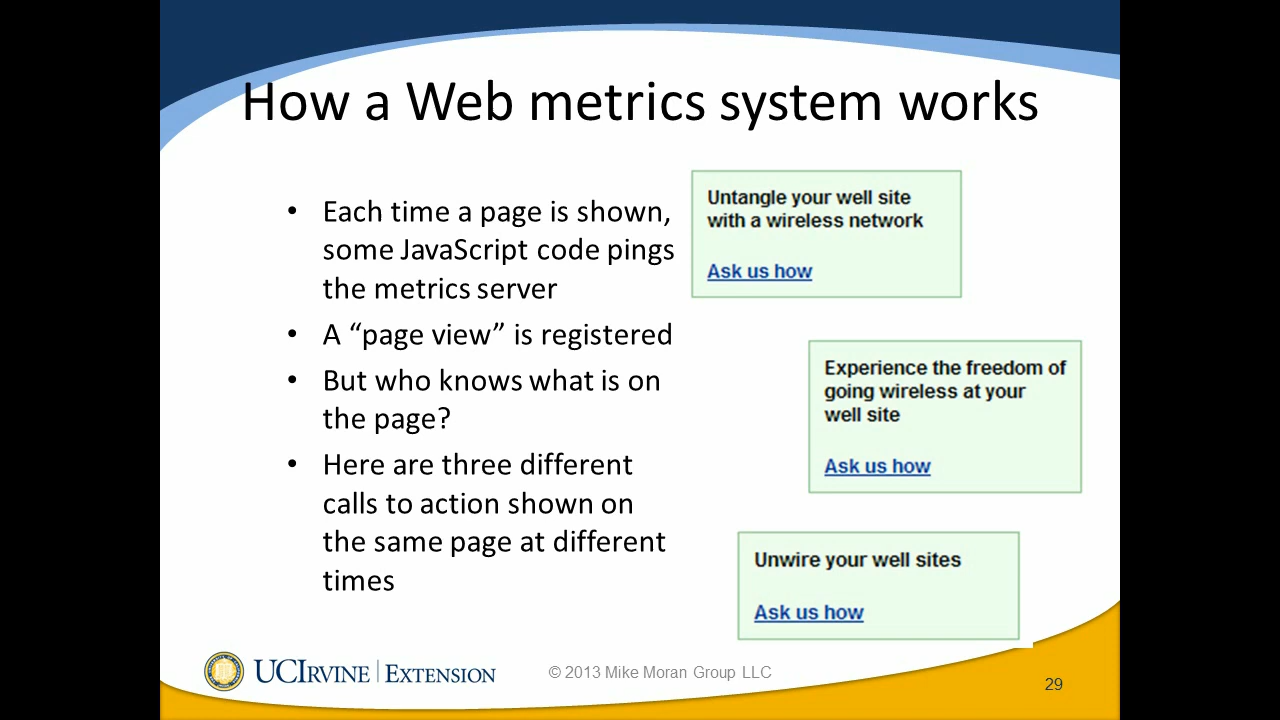 How a Web metrics system works
• Each time a page is shown,
some JavaScript code pings
the metrics server
• A “page view” is registered
• But who knows what is on
the page?
• Here are three different
calls to action shown on
the same page at different
times
Untangle your well site
with a wireless network
Ask us how
Experience the freedom of
going wireless at your
well site
Ask us how
Unwire your well sites
Ask us how
UCIRVINE | EXTENSION
© 2013 Mike Moran Group LLC
29